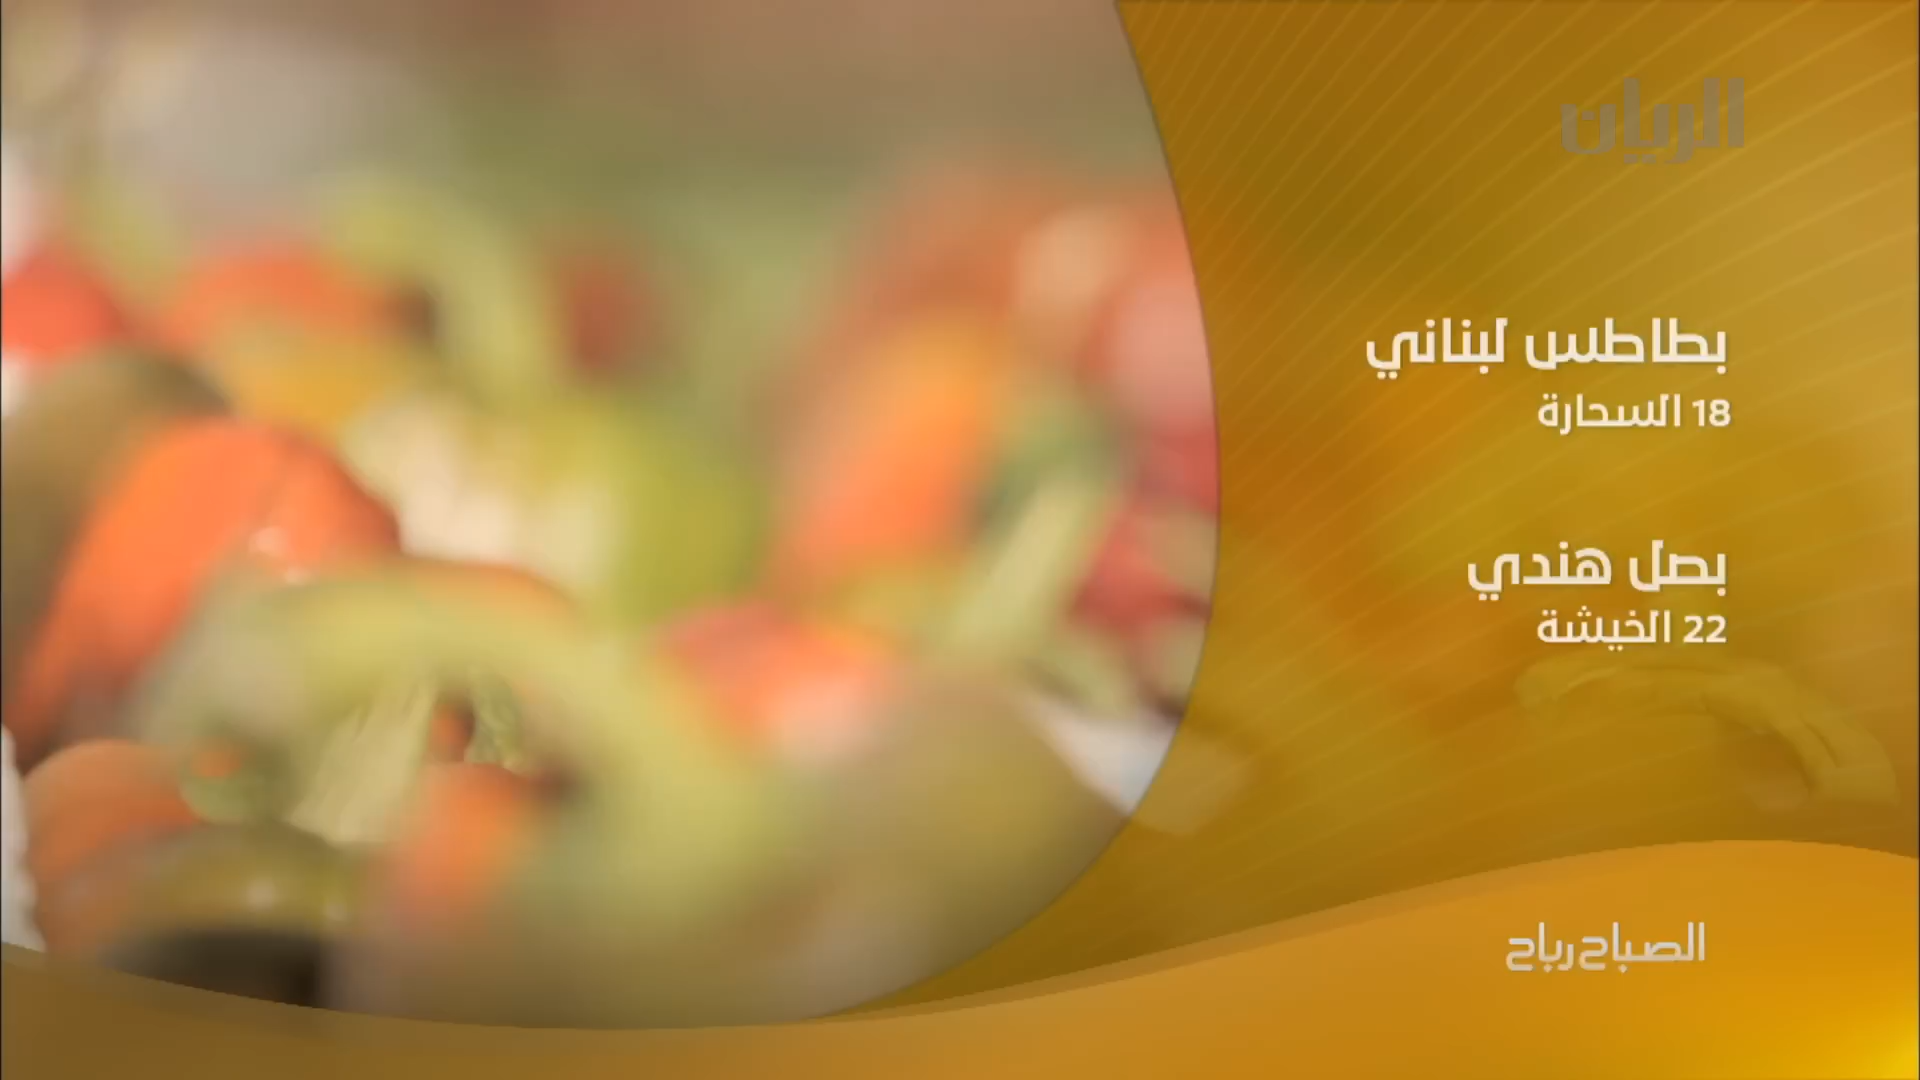 الريان
بطاطس لبناني
18 السحارة
بصل هندي
22 الخيشة
الصباح رباح